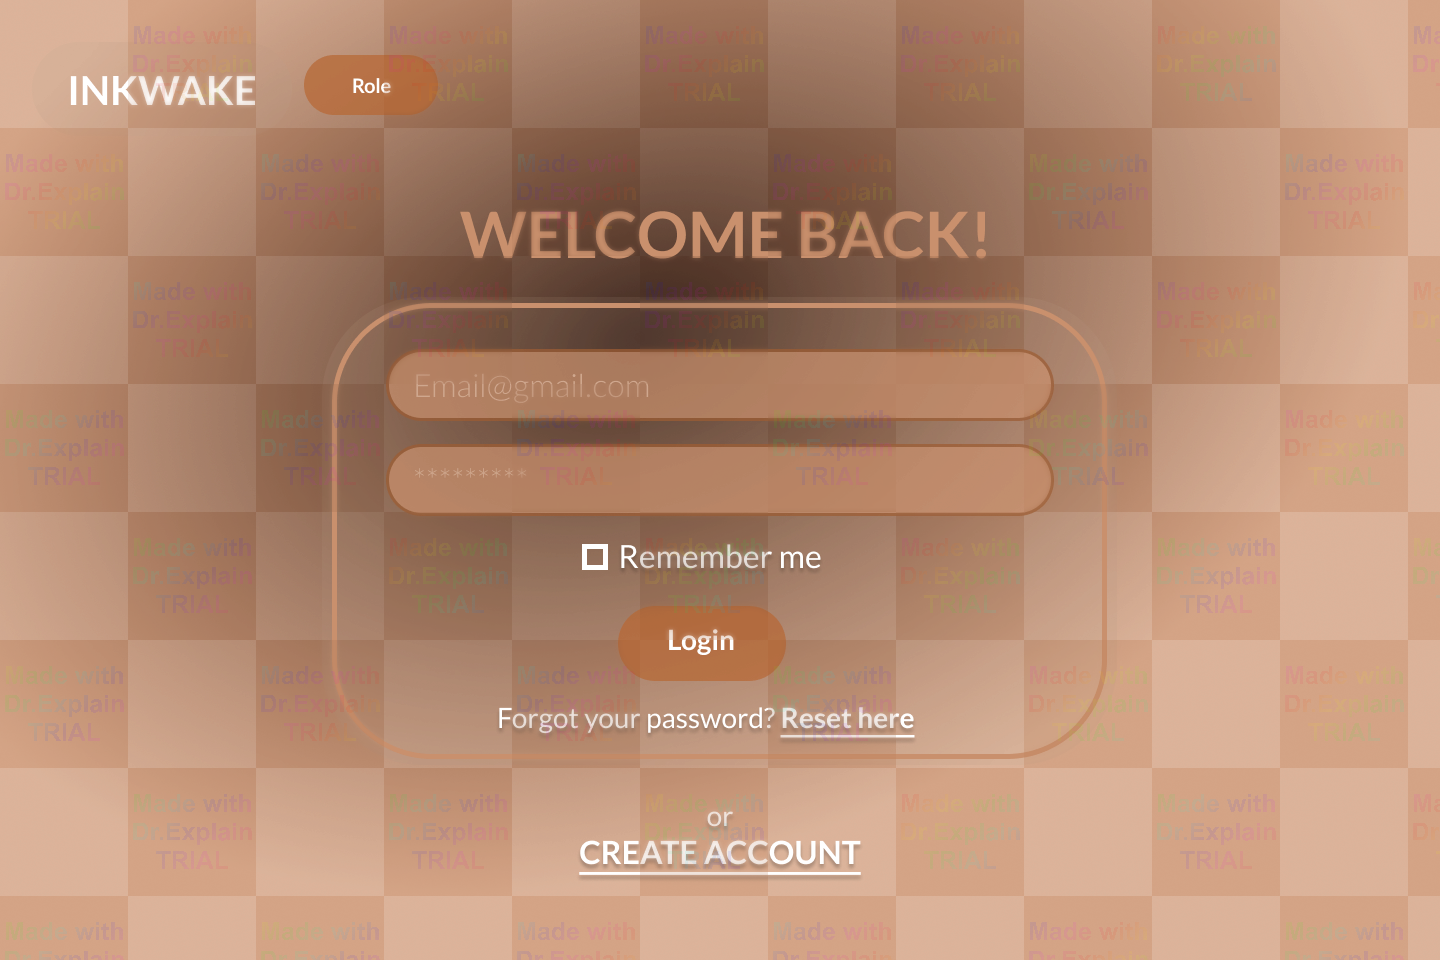 INKWAKE
Role
WELCOME BACK!
Email@gmail.com
*********
Remember me
Login
Forgot your password? Reset here
or
CREATE ACCOUNT
Made with
Dr.Explain
TRIAL